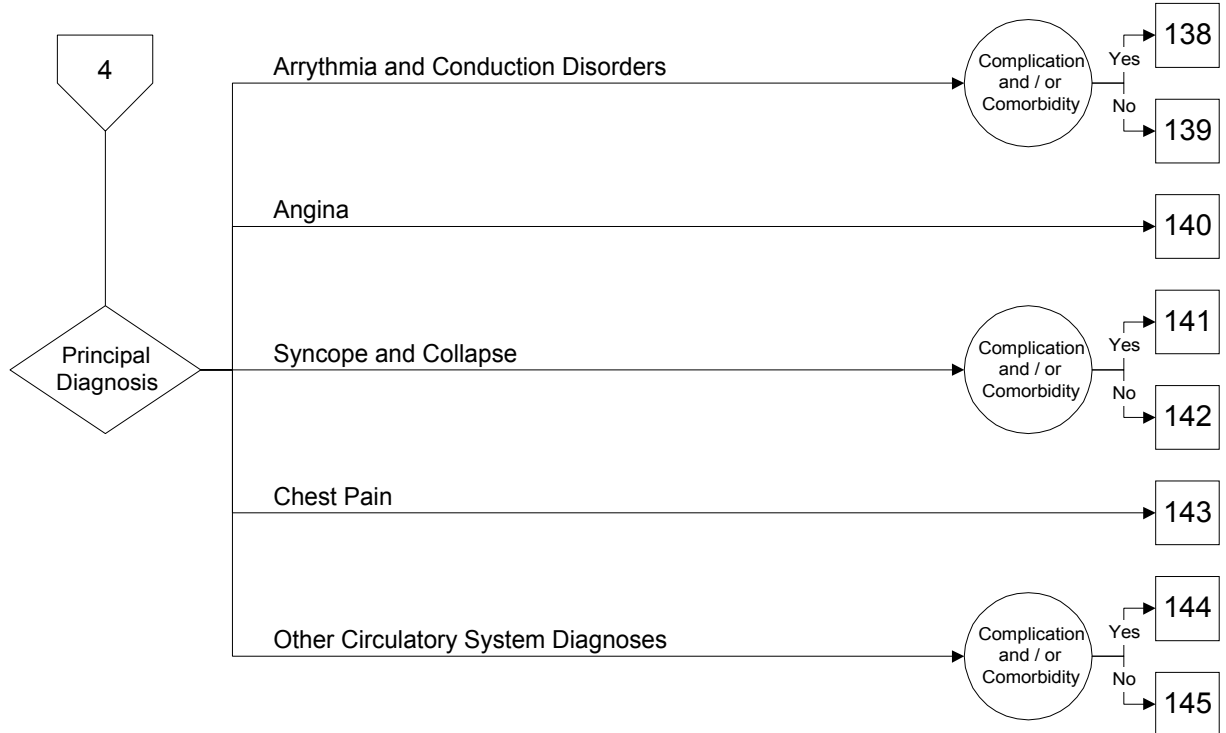 4
Principal
Diagnosis
Arrythmia and Conduction Disorders
Complication
and / or
Comorbidity
Yes
No
138
139
Angina
140
Syncope and Collapse
Complication
and / or
Comorbidity
Yes
No
141
142
Chest Pain
143
Other Circulatory System Diagnoses
Complication
and / or
Comorbidity
Yes
No
144
145